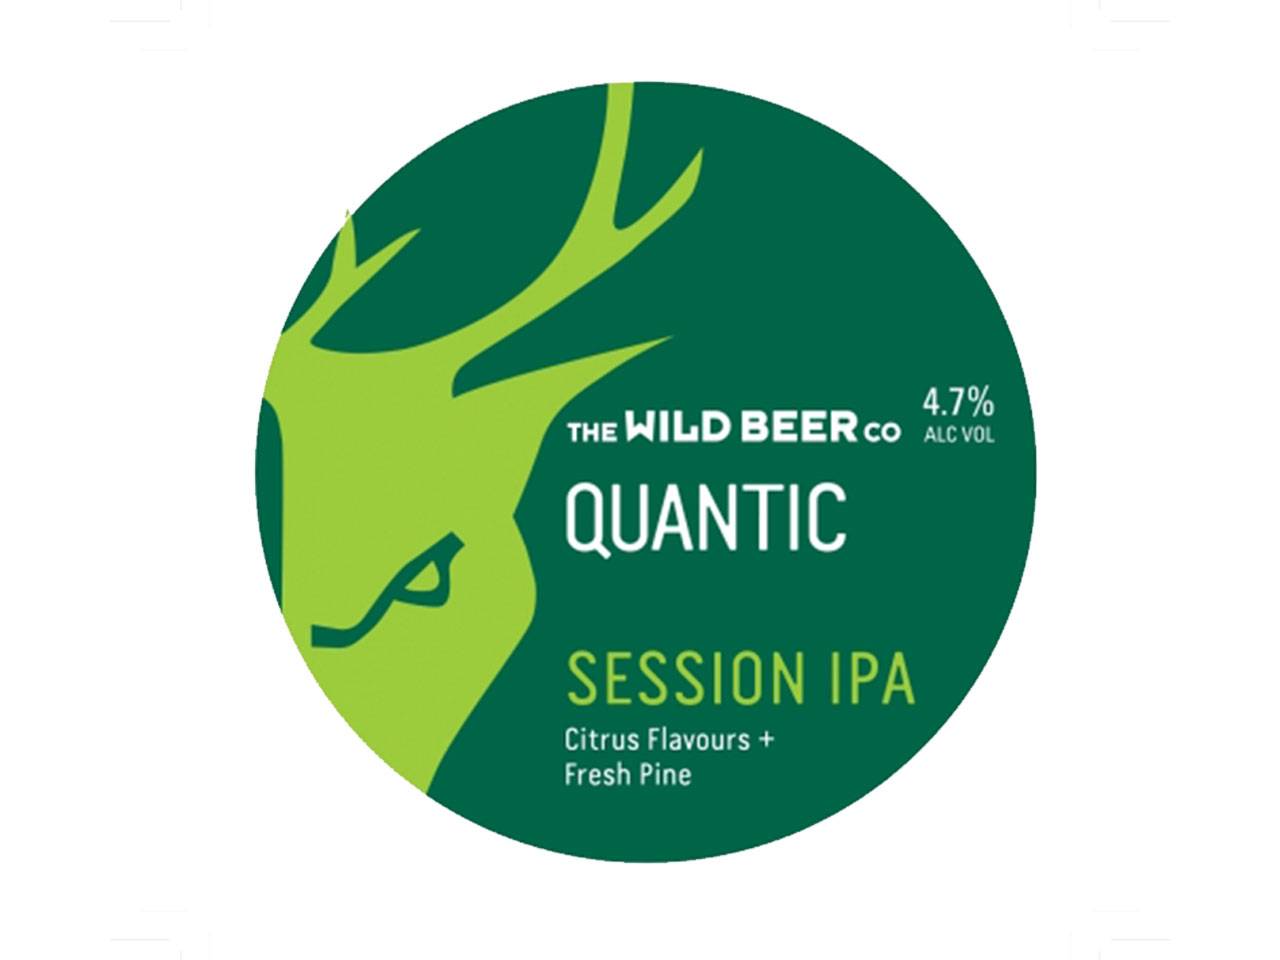 THE WILD BEER CO
4.7%
ALC VOL
QUANTIC
SESSION IPA
Citrus Flavours +
Fresh Pine